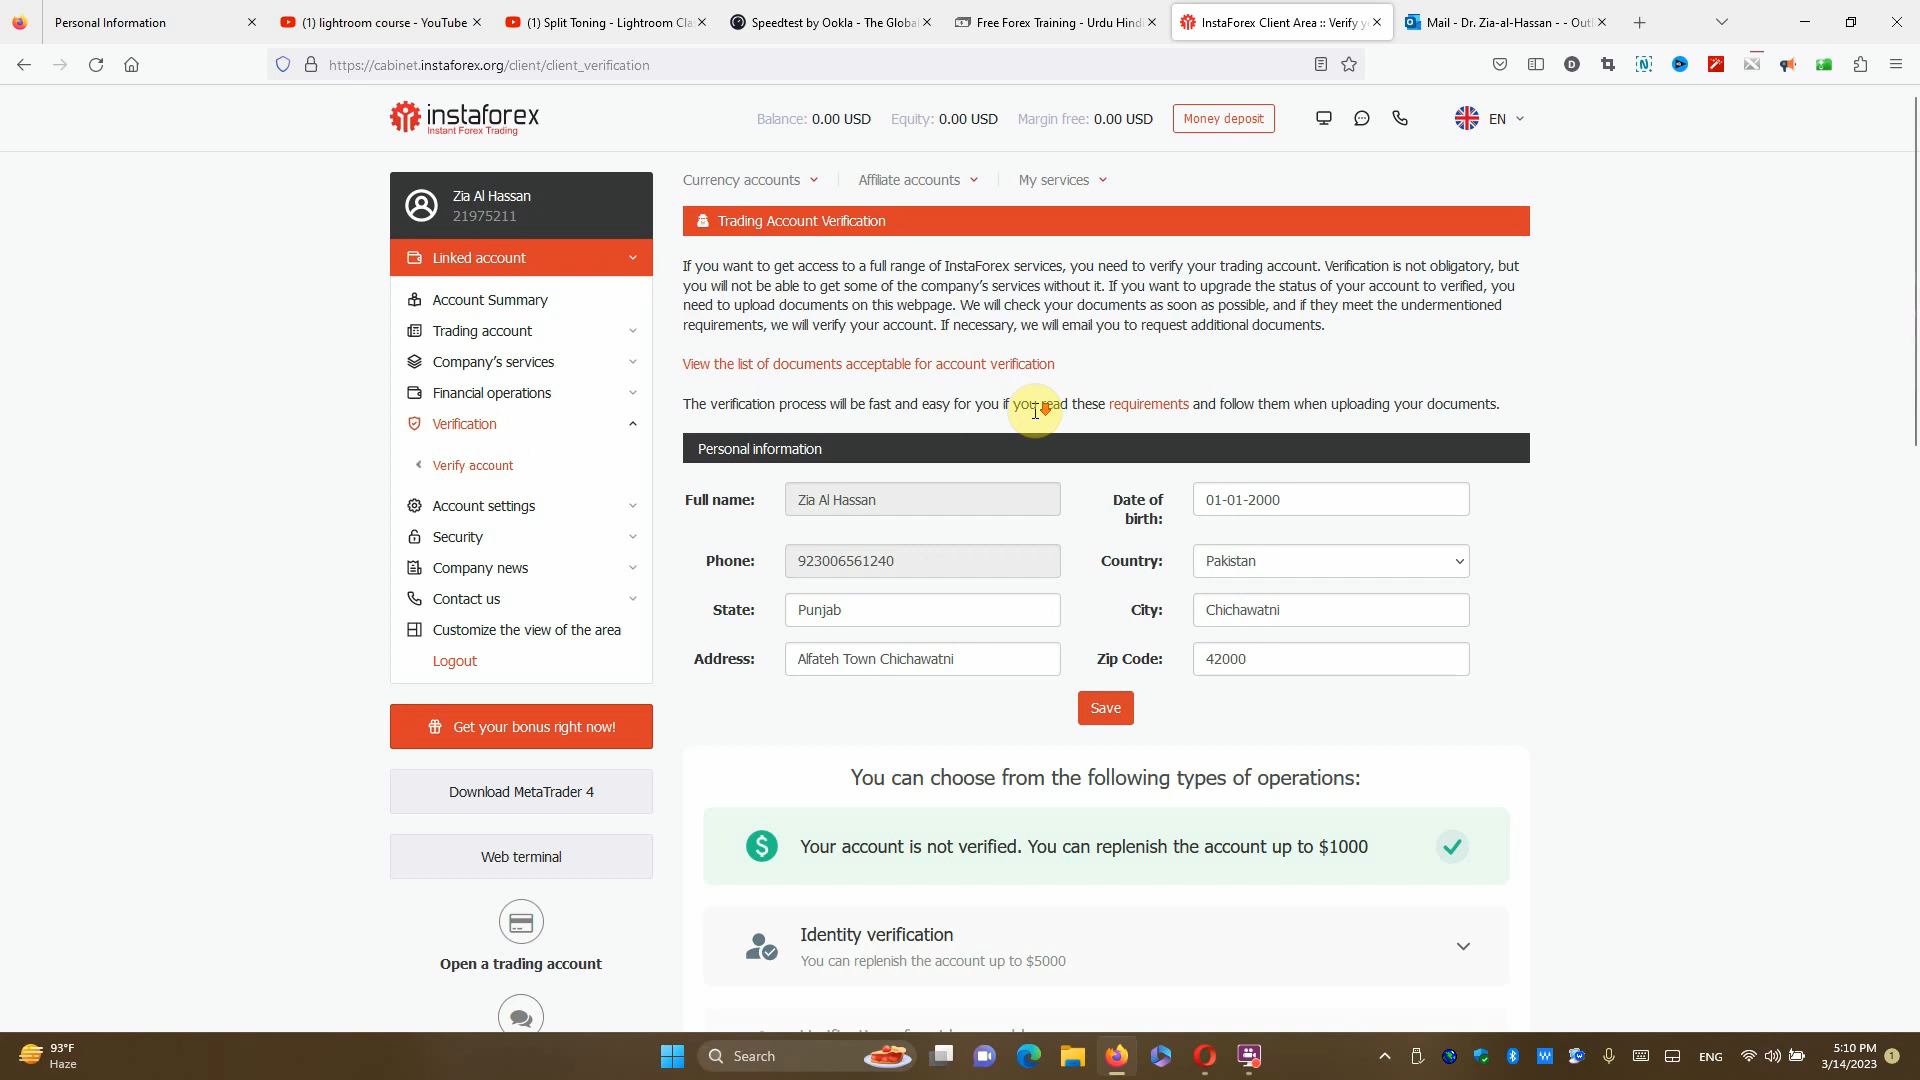 Personal Information
(1) lightroom course - YouTube
(1) Split Toning - Lightroom Cla
Speedtest by Ookla - The Global
Free Forex Training - Urdu Hindi
InstaForex Client Area :: Verify y
Mail - Dr. Zia-al-Hassan - - Outl
https://cabinet.instaforex.org/client/client_verification
instaforex
Instant Forex Trading
Balance: 0.00 USD
Equity: 0.00 USD
Margin free: 0.00 USD
Money deposit
EN
Zia Al Hassan
21975211
Linked account
Account Summary
Trading account
Company's services
Financial operations
Verification
Verify account
Account settings
Security
Company news
Contact us
Customize the view of the area
Logout
Get your bonus right now!
Download MetaTrader 4
Web terminal
Open a trading account
Currency accounts
Affiliate accounts
My services
Trading Account Verification
If you want to get access to a full range of InstaForex services, you need to verify your trading account. Verification is not obligatory, but
you will not be able to get some of the company's services without it. If you want to upgrade the status of your account to verified, you
need to upload documents on this webpage. We will check your documents as soon as possible, and if they meet the undermentioned
requirements, we will verify your account. If necessary, we will email you to request additional documents.
View the list of documents acceptable for account verification
The verification process will be fast and easy for you if you read these requirements and follow them when uploading your documents.
Personal information
Full name: Zia Al Hassan
Date of birth: 01-01-2000
Phone: 923006561240
Country: Pakistan
State: Punjab
City: Chichawatni
Address: Alfateh Town Chichawatni
Zip Code: 42000
Save
You can choose from the following types of operations:
Your account is not verified. You can replenish the account up to $1000
Identity verification
You can replenish the account up to $5000
93°F
Haze
Search
ENG
5:10 PM
3/14/2023
1